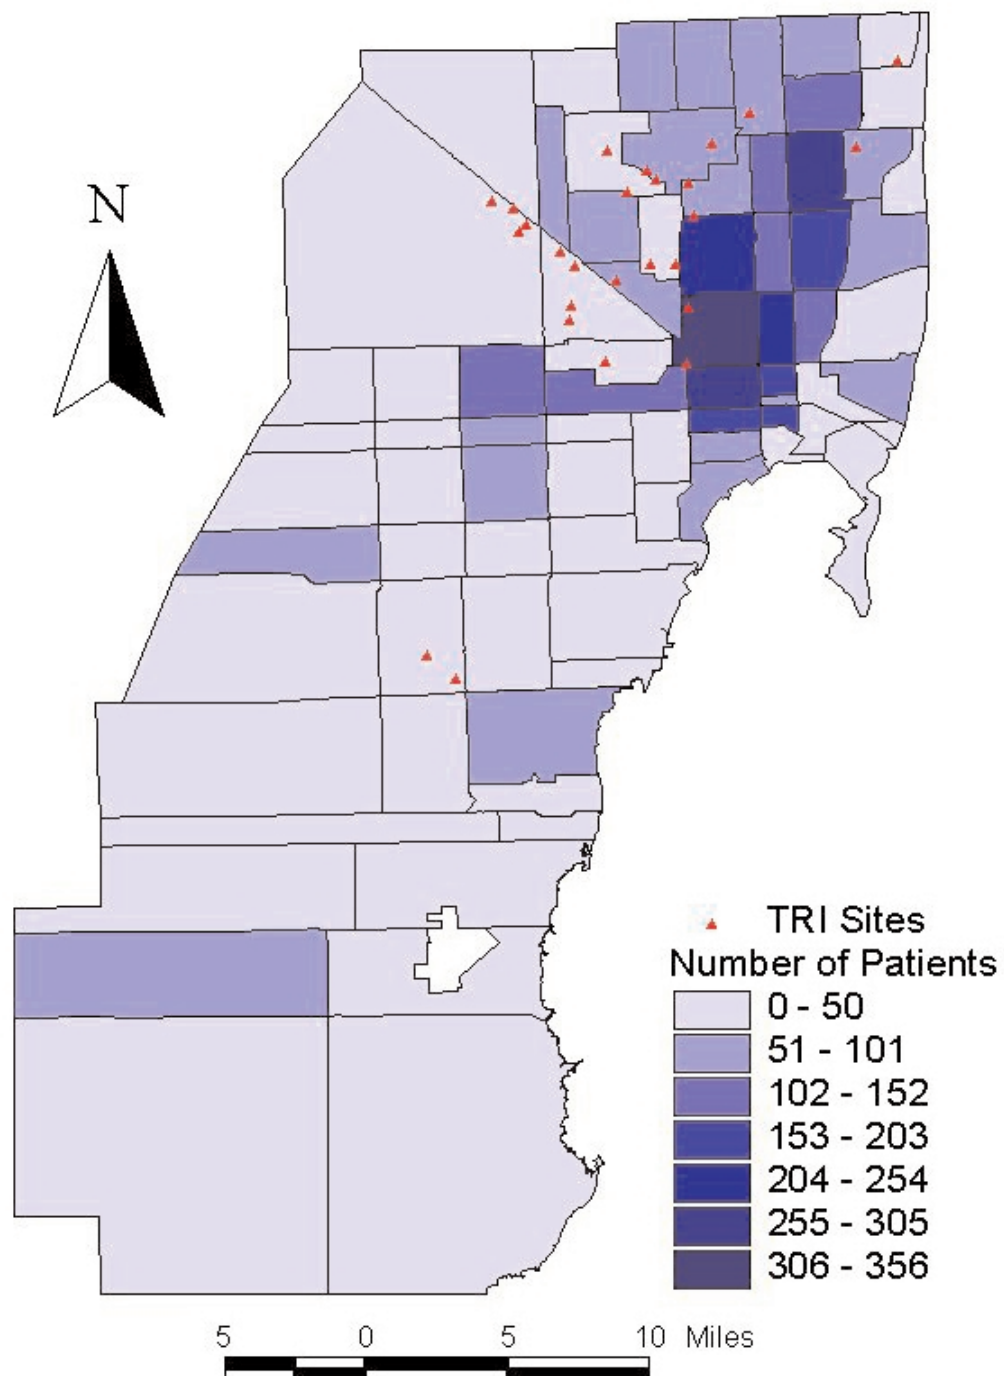 N
TRI Sites
Number of Patients
0 - 50
51 - 101
102 - 152
153 - 203
204 - 254
255 - 305
306 - 356
5 0 5 10 Miles